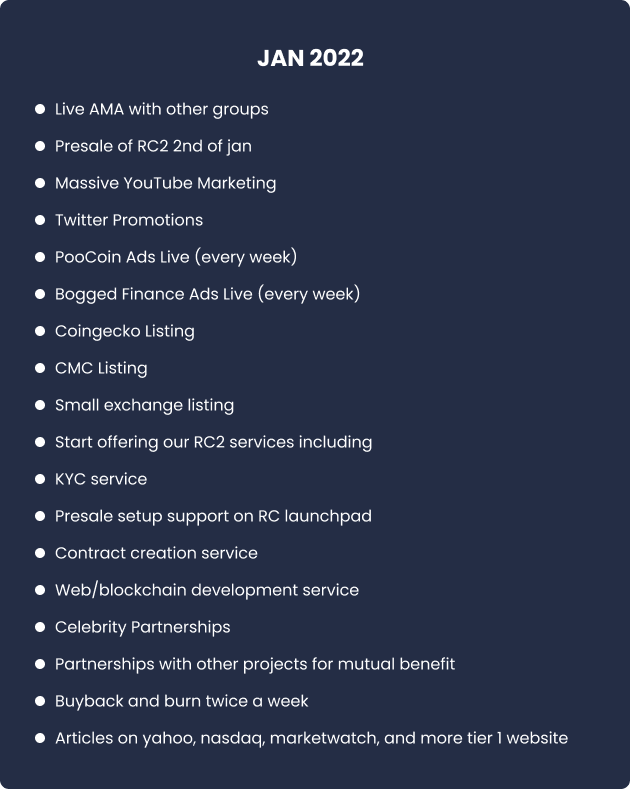 JAN 2022
Live AMA with other groups
Presale of RC2 2nd of jan
Massive YouTube Marketing
Twitter Promotions
PooCoin Ads Live (every week)
Bogged Finance Ads Live (every week)
Coingecko Listing
CMC Listing
Small exchange listing
Start offering our RC2 services including
KYC service
Presale setup support on RC launchpad
Contract creation service
Web/blockchain development service
Celebrity Partnerships
Partnerships with other projects for mutual benefit
Buyback and burn twice a week
Articles on yahoo, nasdaq, marketwatch, and more tier 1 website